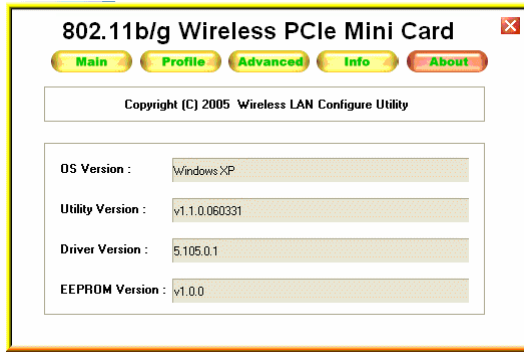 802.11b/g Wireless PCIe Mini Card
Main Profile Advanced Info About
Copyright (C) 2005 Wireless LAN Configure Utility
OS Version : Windows XP
Utility Version : v1.1.0.060331
Driver Version : 5.105.0.1
EEPROM Version : v1.0.0